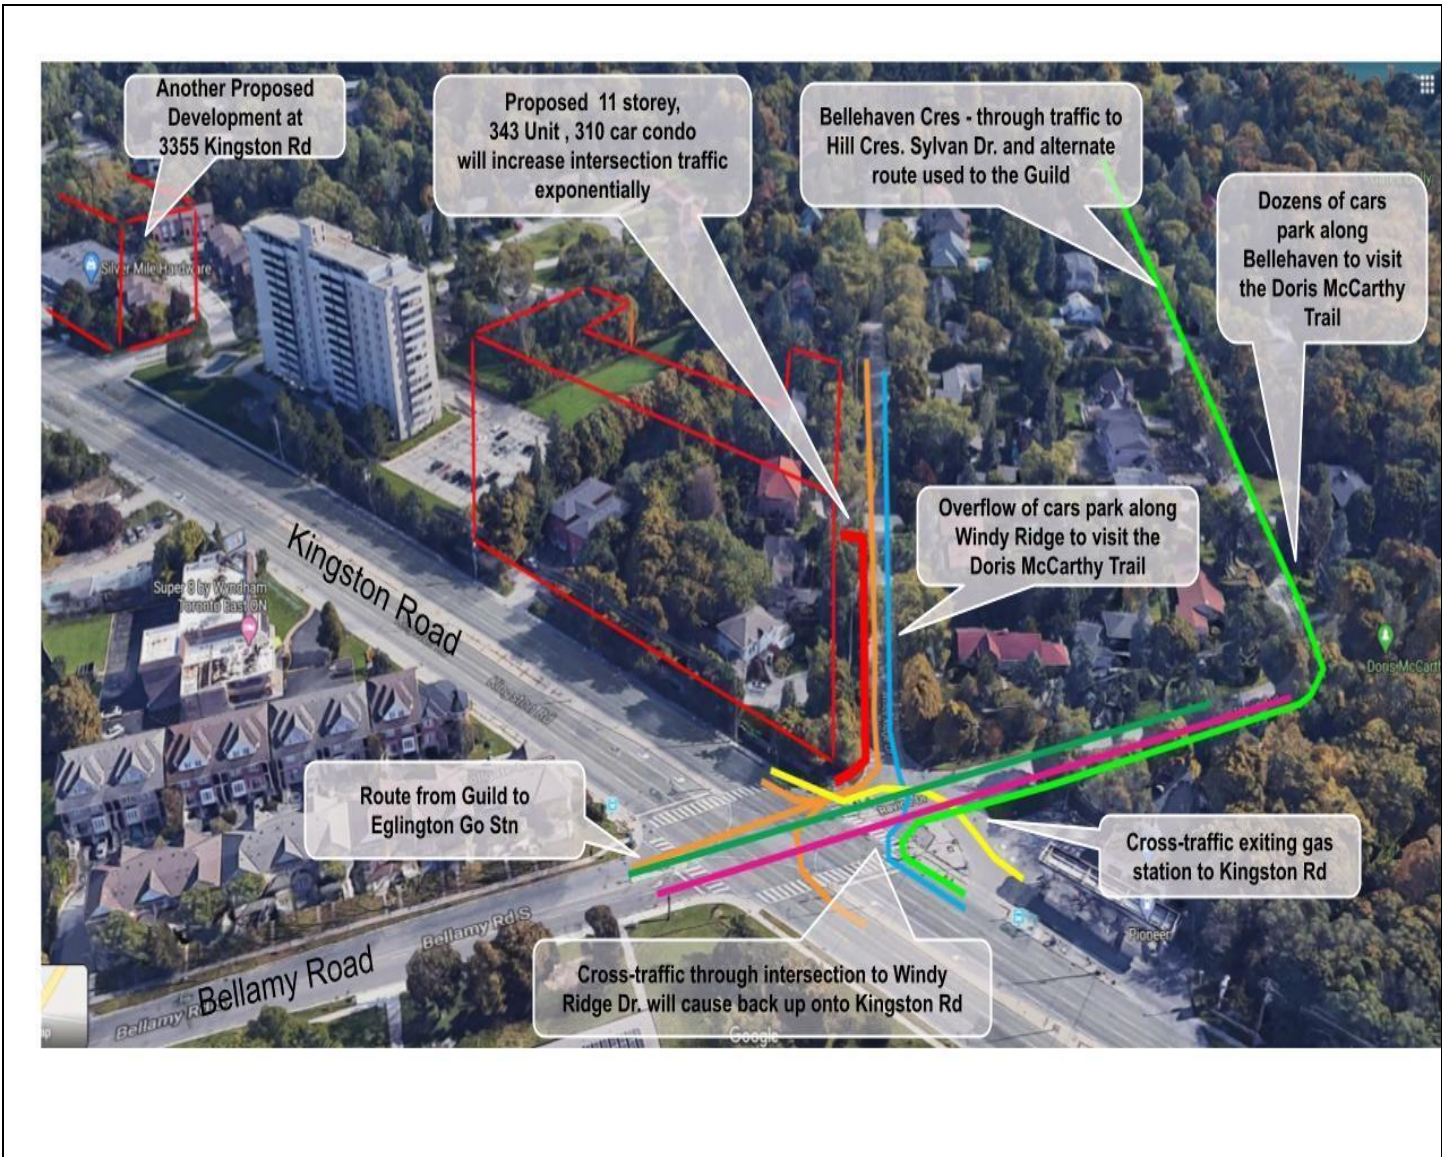 Another Proposed
Development at
3355 Kingston Rd
Proposed 11 storey,
343 Unit , 310 car condo
will increase intersection traffic
exponentially
Bellehaven Cres - through traffic to
Hill Cres. Sylvan Dr. and alternate
route used to the Guild
Dozens of cars
park along
Bellehaven to visit
the Doris McCarthy
Trail
Silver Mile Hardware
Overflow of cars park along
Windy Ridge to visit the
Doris McCarthy Trail
Kingston Road
Super 8 by Wyndham
Toronto East ON
Kingston Rd
Doris McCart
Route from Guild to
Eglington Go Stn
Ravine Dr
Cross-traffic exiting gas
station to Kingston Rd
Pioneer
Bellamy Rd S
Bellamy Road
Bellamy Rd
Cross-traffic through intersection to Windy
Ridge Dr. will cause back up onto Kingston Rd
Google